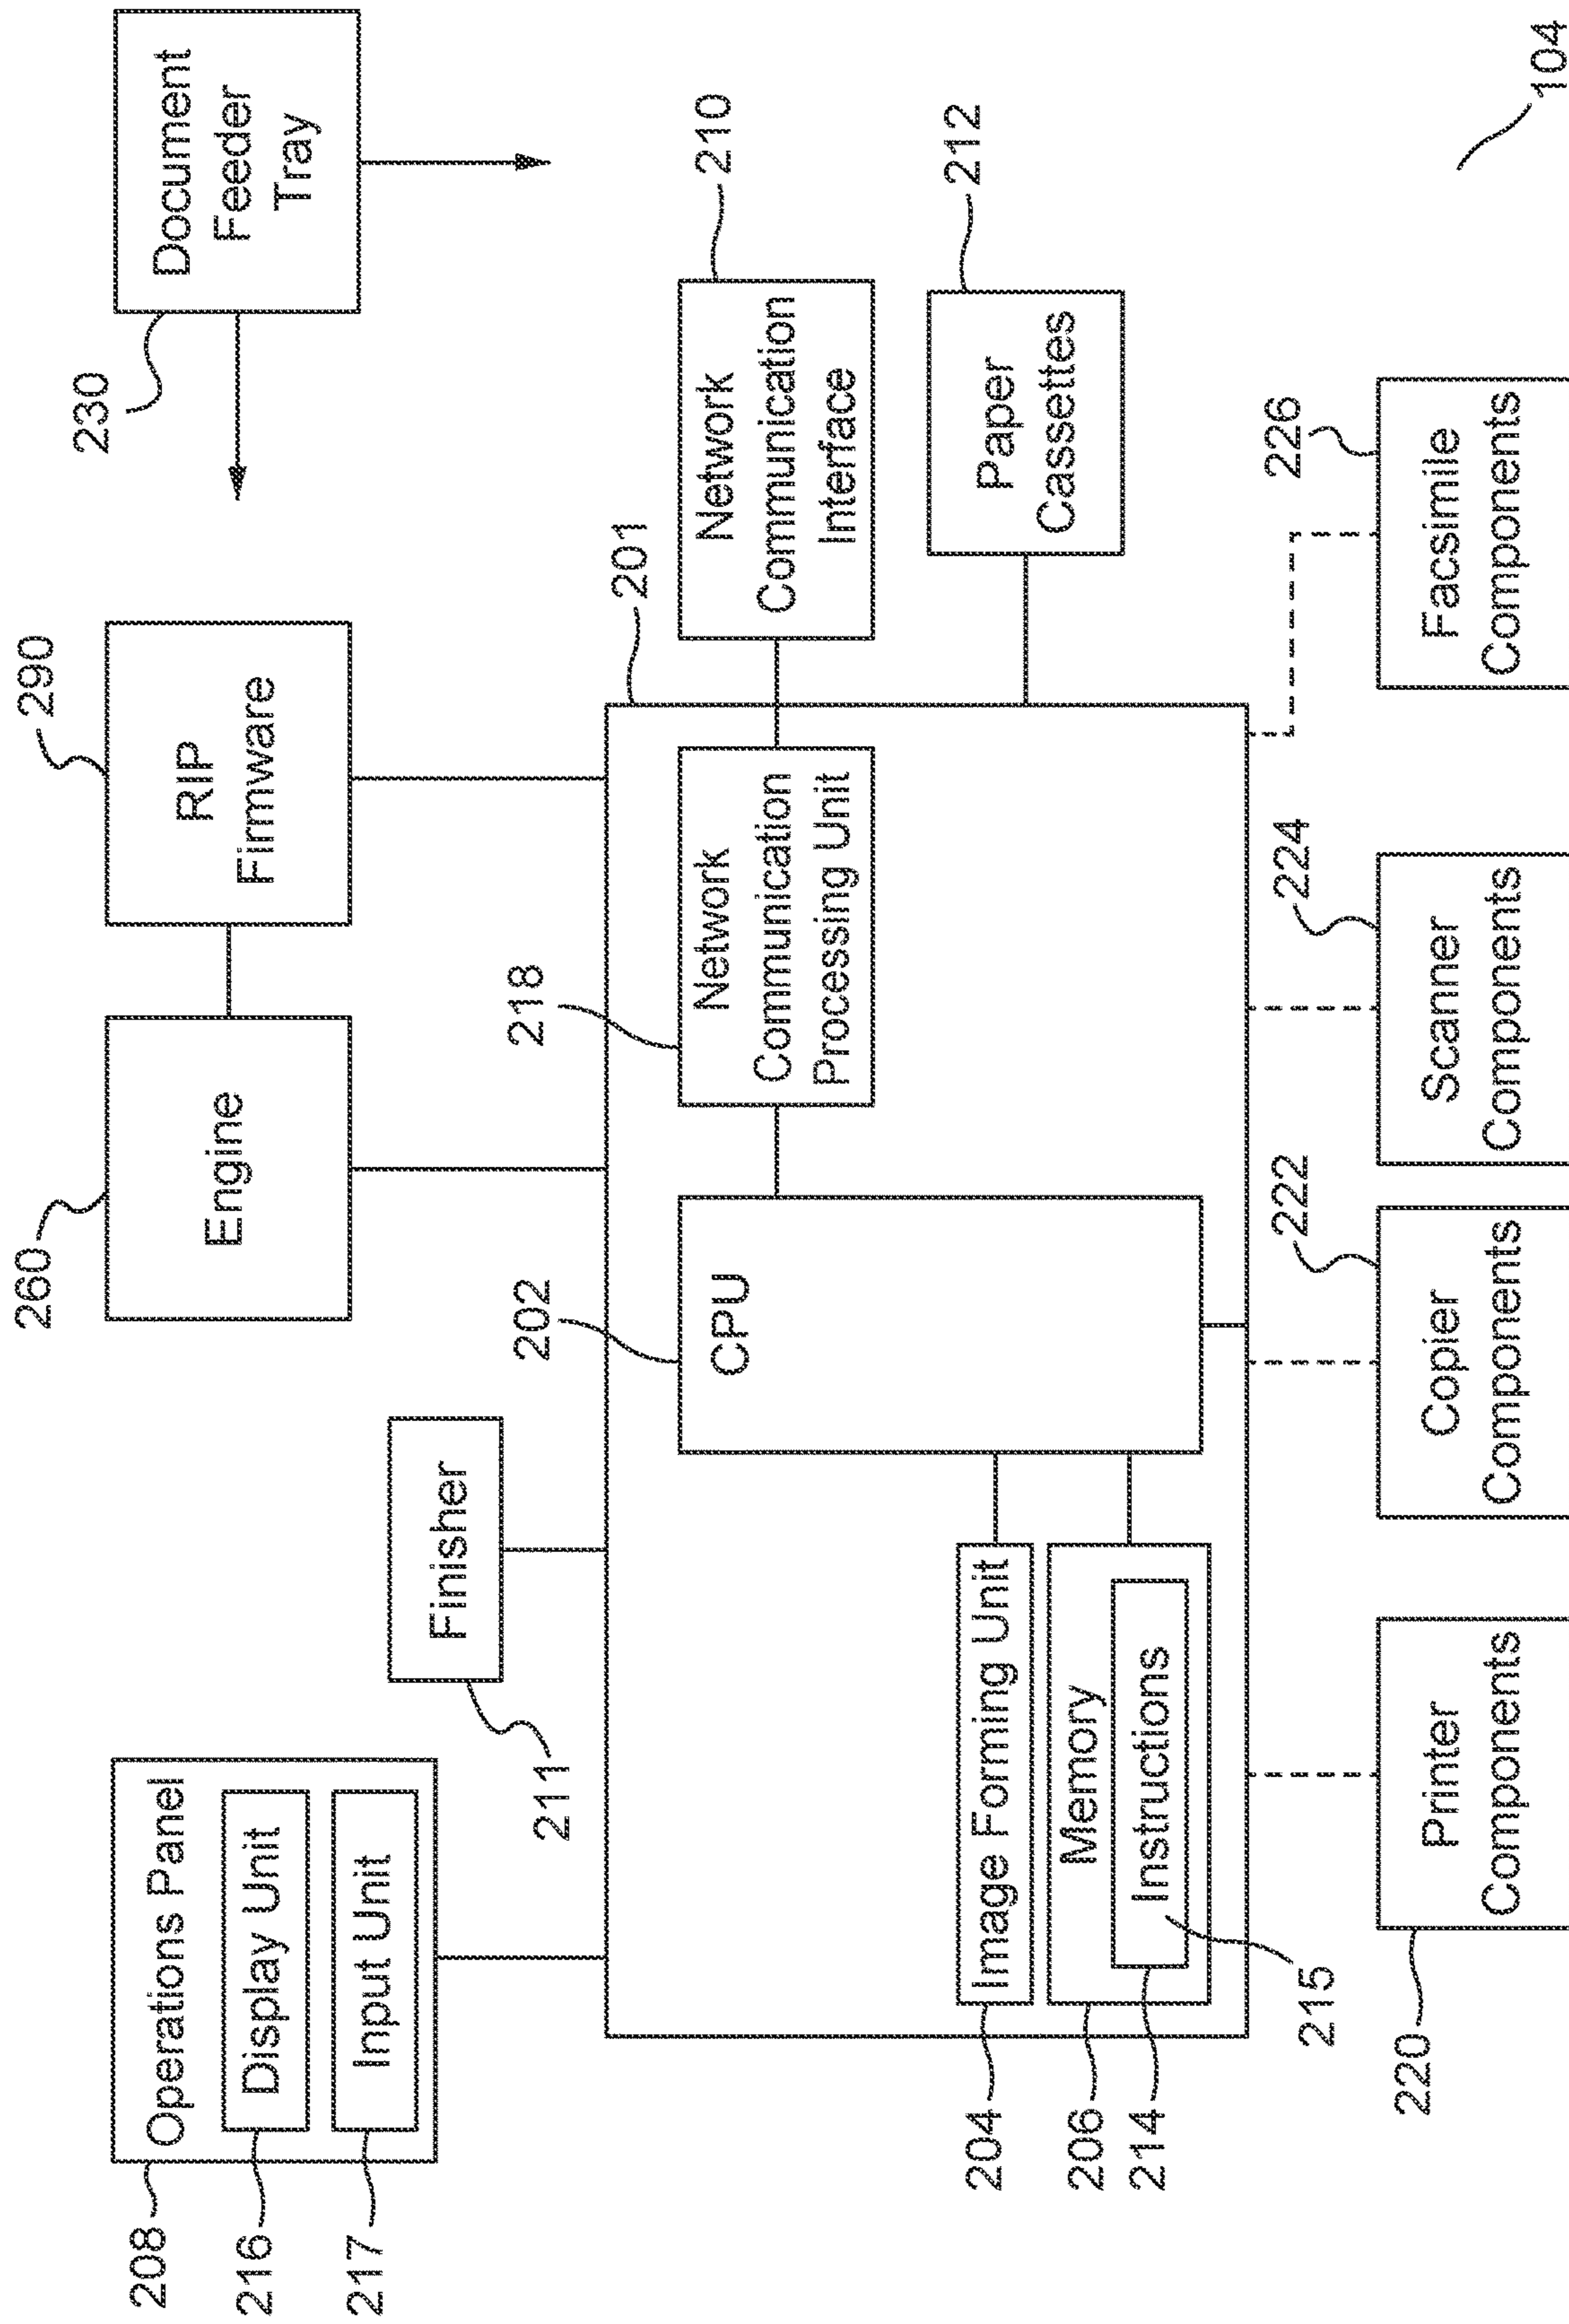 208
Operations Panel
216
Display Unit
217
Input Unit
211
Finisher
260
Engine
290
RIP
Firmware
230
Document
Feeder
Tray
201
202
CPU
218
Network
Communication
Processing Unit
210
Network
Communication
Interface
212
Paper
Cassettes
204
Image Forming Unit
206
Memory
214
Instructions
215
220
Printer
Components
222
Copier
Components
224
Scanner
Components
226
Facsimile
Components
104